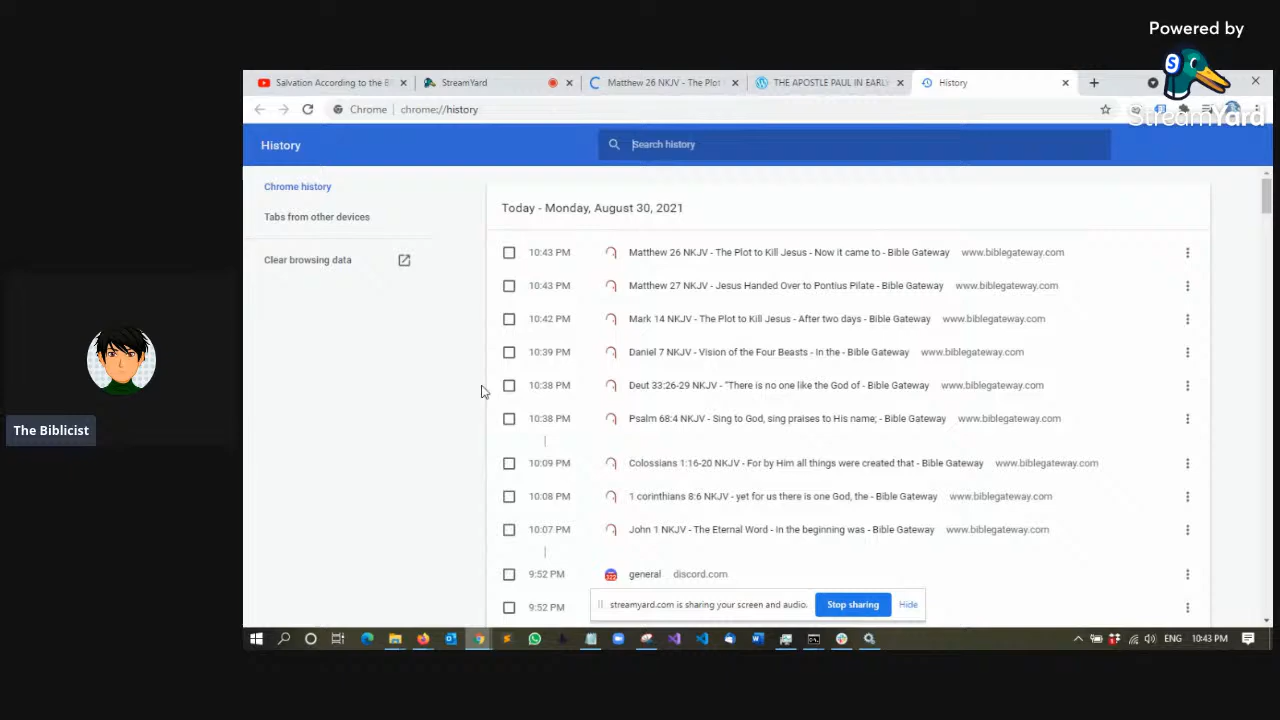 Powered by
StreamYard
Salvation According to the B
StreamYard
Matthew 26 NKJV - The Plot
THE APOSTLE PAUL IN EARLY
History
Chrome
chrome://history
History
Search history
Chrome history
Tabs from other devices
Clear browsing data
Today - Monday, August 30, 2021
10:43 PM Matthew 26 NKJV - The Plot to Kill Jesus - Now it came to - Bible Gateway www.biblegateway.com
10:43 PM Matthew 27 NKJV - Jesus Handed Over to Pontius Pilate - Bible Gateway www.biblegateway.com
10:42 PM Mark 14 NKJV - The Plot to Kill Jesus - After two days - Bible Gateway www.biblegateway.com
10:39 PM Daniel 7 NKJV - Vision of the Four Beasts - In the - Bible Gateway www.biblegateway.com
10:38 PM Deut 33:26-29 NKJV - "There is no one like the God of - Bible Gateway www.biblegateway.com
10:38 PM Psalm 68:4 NKJV - Sing to God, sing praises to His name; - Bible Gateway www.biblegateway.com
10:09 PM Colossians 1:16-20 NKJV - For by Him all things were created that - Bible Gateway www.biblegateway.com
10:08 PM 1 corinthians 8:6 NKJV - yet for us there is one God, the - Bible Gateway www.biblegateway.com
10:07 PM John 1 NKJV - The Eternal Word - In the beginning was - Bible Gateway www.biblegateway.com
9:52 PM general discord.com
9:52 PM
streamyard.com is sharing your screen and audio. Stop sharing Hide
The Biblicist
ENG 10:43 PM